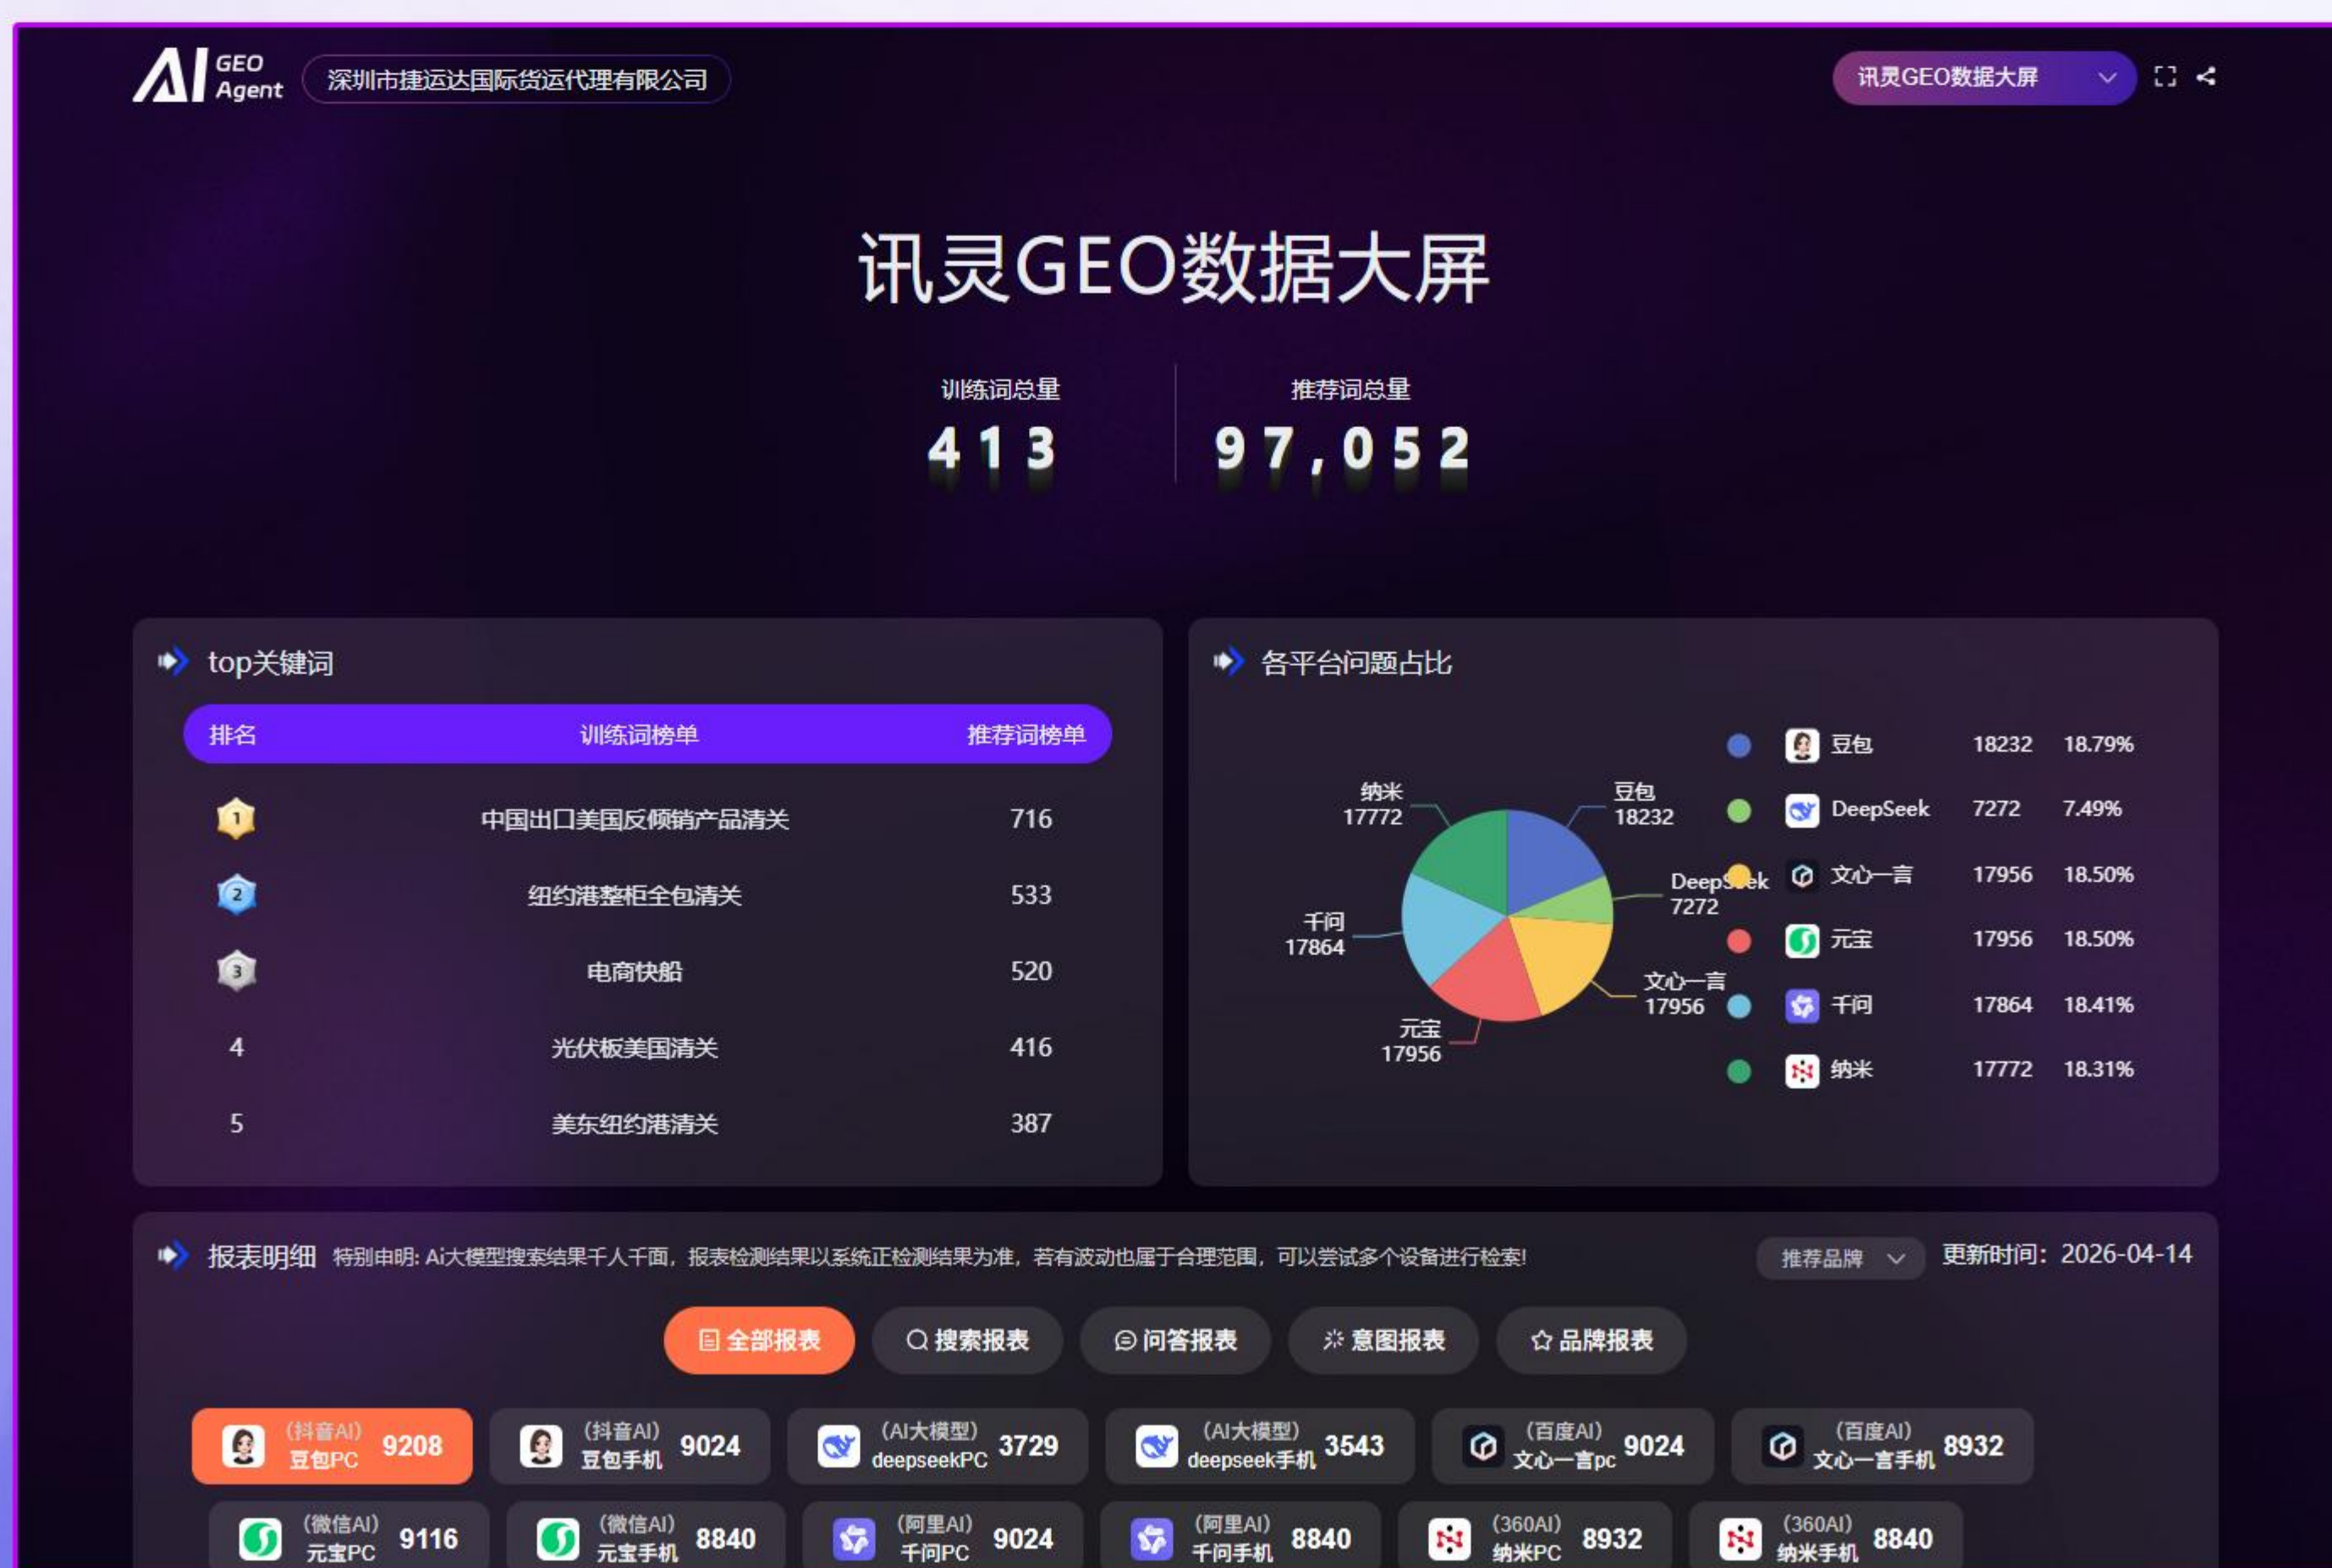 AI GEO Agent
深圳市捷运达国际货运代理有限公司
讯灵GEO数据大屏
讯灵GEO数据大屏
训练词总量 推荐词总量
413 97,052
top关键词
排名 训练词榜单 推荐词榜单
1 中国出口美国反倾销产品清关 716
2 纽约港整柜全包清关 533
3 电商快船 520
4 光伏板美国清关 416
5 美东纽约港清关 387
各平台问题占比
纳米
17772
豆包
18232
DeepSeek
7272
千问
17864
文心一言
17956
元宝
17956
豆包 18232 18.79%
DeepSeek 7272 7.49%
文心一言 17956 18.50%
元宝 17956 18.50%
千问 17864 18.41%
纳米 17772 18.31%
报表明细 特别申明: Ai大模型搜索结果千人千面，报表检测结果以系统正检测结果为准，若有波动也属于合理范围，可以尝试多个设备进行检索!
推荐品牌 更新时间：2026-04-14
全部报表 搜索报表 问答报表 意图报表 品牌报表
（抖音AI）
豆包PC 9208
（抖音AI）
豆包手机 9024
（AI大模型）
deepseekPC 3729
（AI大模型）
deepseek手机 3543
（百度AI）
文心一言pc 9024
（百度AI）
文心一言手机 8932
（微信AI）
元宝PC 9116
（微信AI）
元宝手机 8840
（阿里AI）
千问PC 9024
（阿里AI）
千问手机 8840
（360AI）
纳米PC 8932
（360AI）
纳米手机 8840